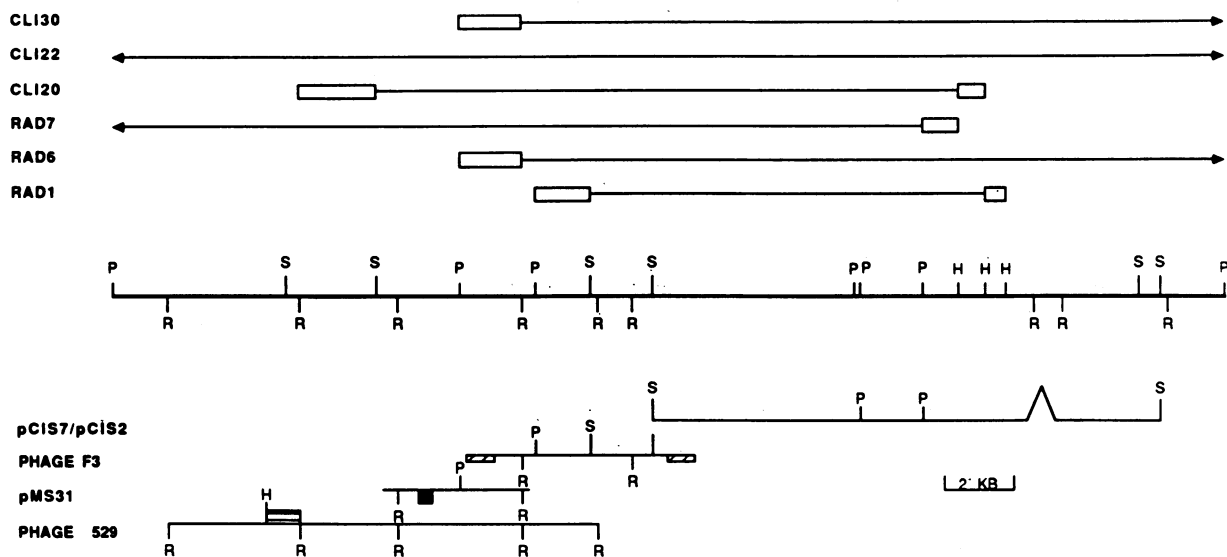 CLI30
CLI22
CLI20
RAD7
RAD6
RAD1
P S S P P S S P P P H H H S S P
R R R R R R R R R
S P P S
pCIS7/pCIS2
P S
PHAGE F3
R R
P
pMS31
2 KB
R R
H
PHAGE 529
R R R R R